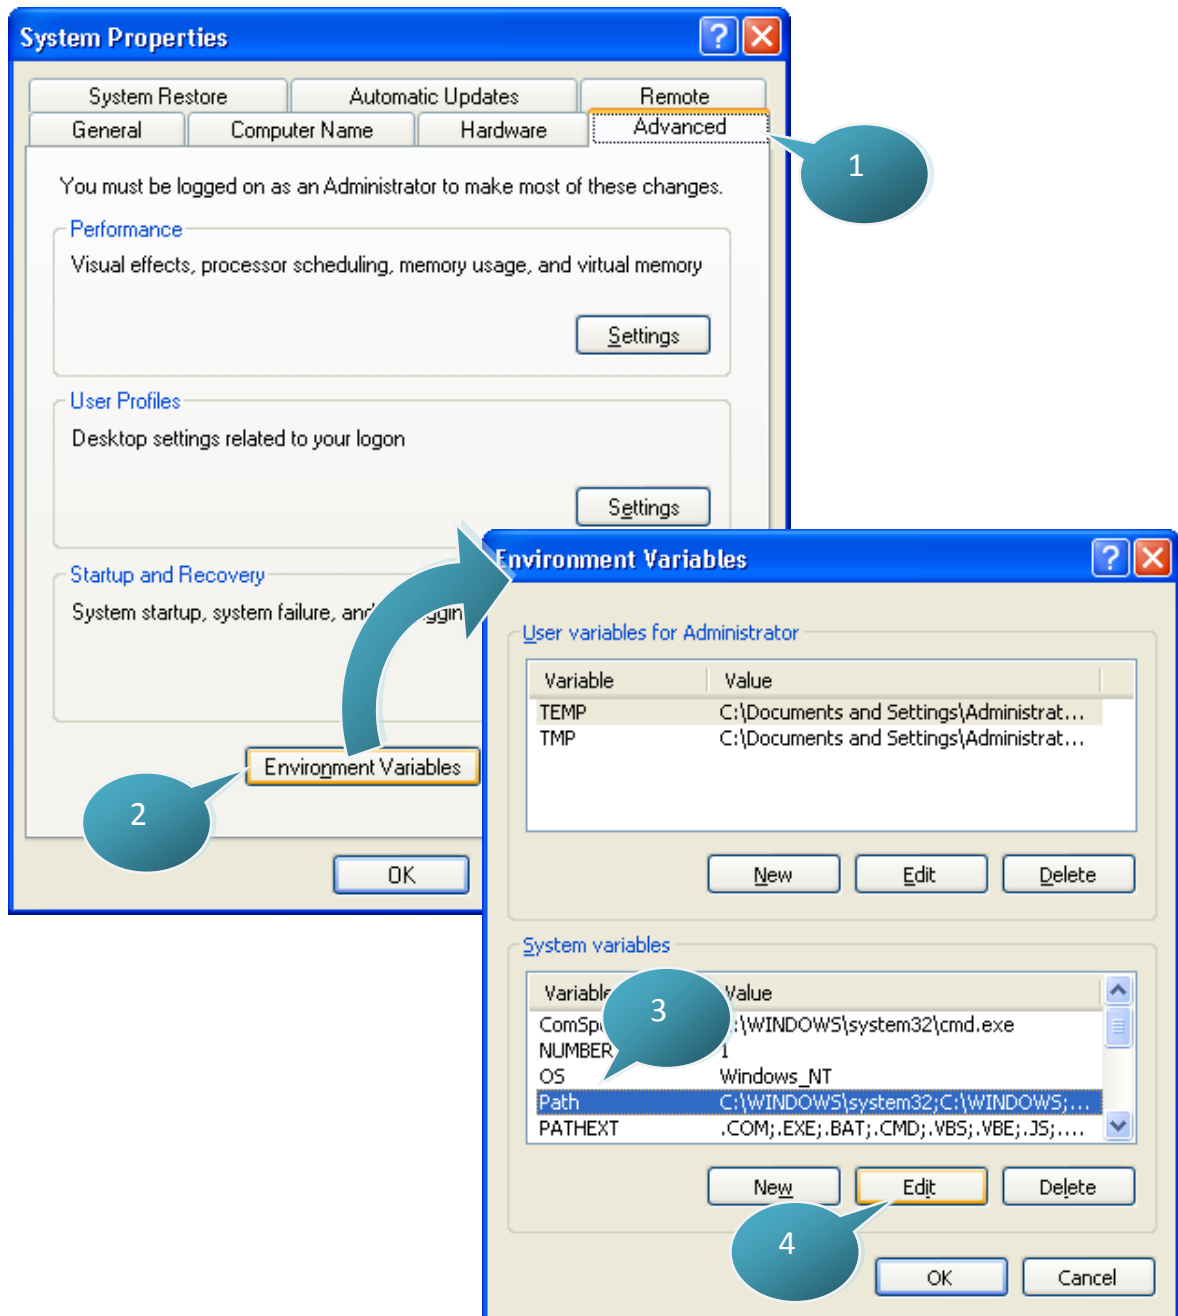 System Properties
System Restore
Automatic Updates
Remote
General
Computer Name
Hardware
Advanced
1
You must be logged on as an Administrator to make most of these changes.
Performance
Visual effects, processor scheduling, memory usage, and virtual memory
Settings
User Profiles
Desktop settings related to your logon
Settings
Startup and Recovery
System startup, system failure, and
Environment Variables
2
OK
Environment Variables
User variables for Administrator
Variable Value
TEMP C:\Documents and Settings\Administrat...
TMP C:\Documents and Settings\Administrat...
New Edit Delete
System variables
Variable Value
3
:\WINDOWS\system32\cmd.exe
1
OS Windows_NT
Path C:\WINDOWS\system32;C:\WINDOWS;...
PATHEXT .COM;.EXE;.BAT;.CMD;.VBS;.VBE;.JS;....
New Edit Delete
4
OK Cancel